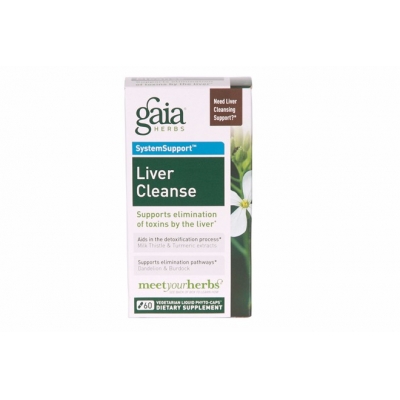 gaia
HERBS
Need Liver
Cleansing
Support?*
SystemSupport™
Liver
Cleanse
Supports elimination
of toxins by the liver*
Aids in the detoxification process*
Milk Thistle & Turmeric extracts
Supports elimination pathways*
Dandelion & Burdock
meetyourherbs
60
VEGETARIAN LIQUID PHYTO-CAPS
DIETARY SUPPLEMENT